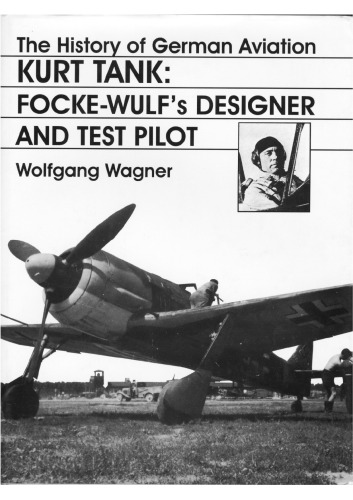 The History of German Aviation
KURT TANK:
FOCKE-WULF's DESIGNER
AND TEST PILOT
Wolfgang Wagner